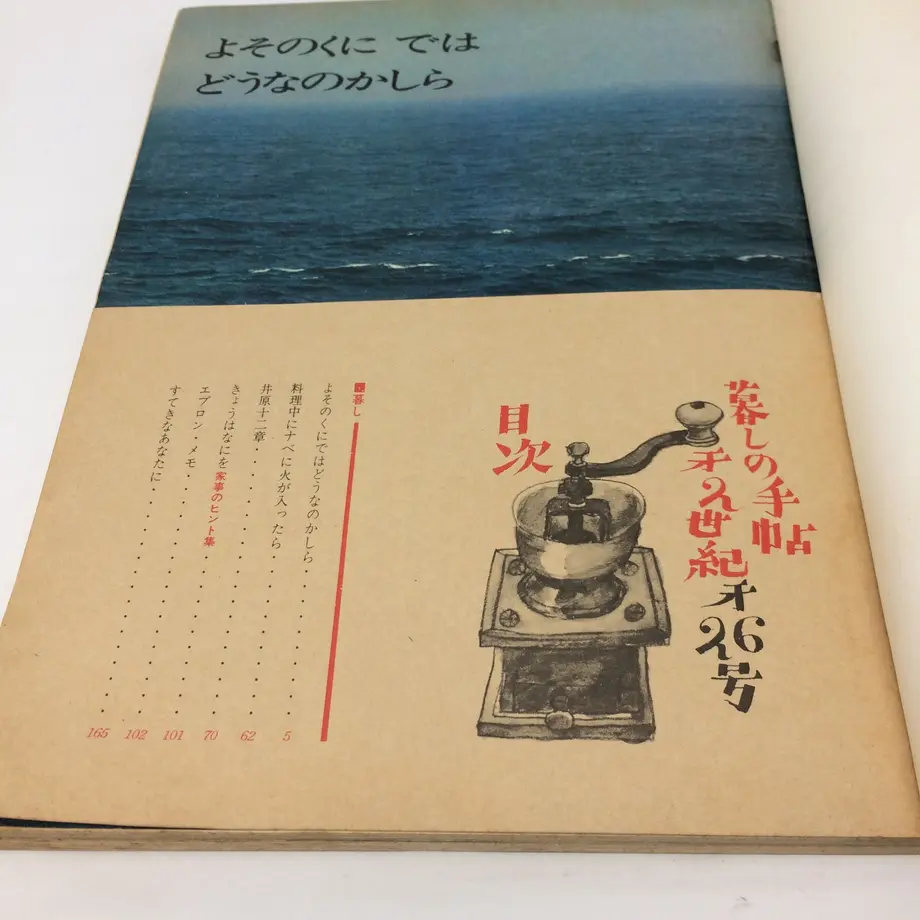 よそのくに では
どうなのかしら
暮しの手帖
才2世紀
才26号
目次
暮し
よそのくにではどうなのかしら・・・・・・・・・・5
料理中にナベに火が入ったら・・・・・・・・・・62
井原十二章・・・・・・・・・・・・・70
きょうはなにを 家事のヒント集・・・・・・・・101
エプロン・メモ・・・・・・・・・・・・102
すてきなあなたに・・・・・・・・・・・・165